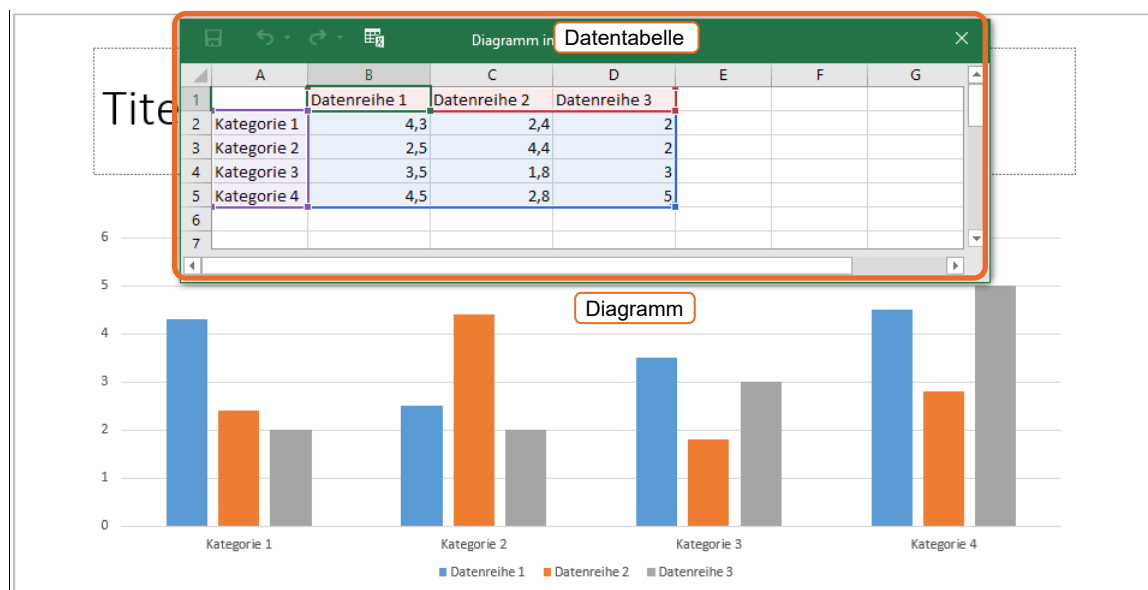 Diagramm in
Datentabelle
A B C D E F G
1 Datenreihe 1 Datenreihe 2 Datenreihe 3
Tite
2 Kategorie 1 4,3 2,4 2
3 Kategorie 2 2,5 4,4 2
4 Kategorie 3 3,5 1,8 3
5 Kategorie 4 4,5 2,8 5
6
7
6
5
Diagramm
4
3
2
1
0
Kategorie 1 Kategorie 2 Kategorie 3 Kategorie 4
Datenreihe 1 Datenreihe 2 Datenreihe 3